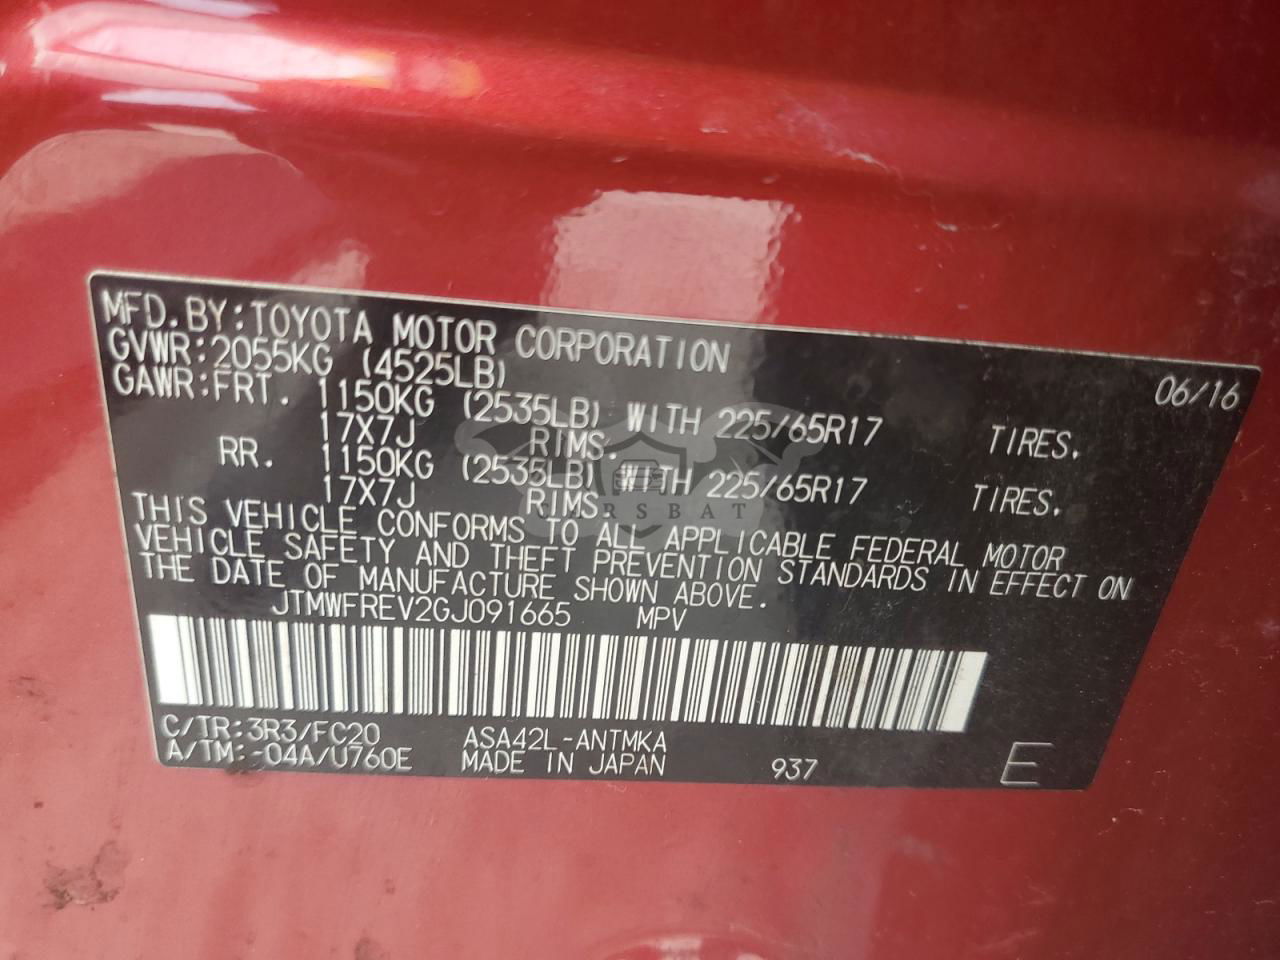 MFD.BY:TOYOTA MOTOR CORPORATION 06/16
GVWR:2055KG (4525LB)
GAWR:FRT. 1150KG (2535LB) WITH 225/65R17 TIRES.
17X7J RIMS.
RR. 1150KG (2535LB) WITH 225/65R17 TIRES.
17X7J RIMS.
THIS VEHICLE CONFORMS TO ALL APPLICABLE FEDERAL MOTOR
VEHICLE SAFETY AND THEFT PREVENTION STANDARDS IN EFFECT ON
THE DATE OF MANUFACTURE SHOWN ABOVE.
JTMWFREV2GJ091665 MPV
C/TR:3R3/FC20 ASA42L-ANTMKA
A/TM:-04A/U760E MADE IN JAPAN 937 E
CARSBAT